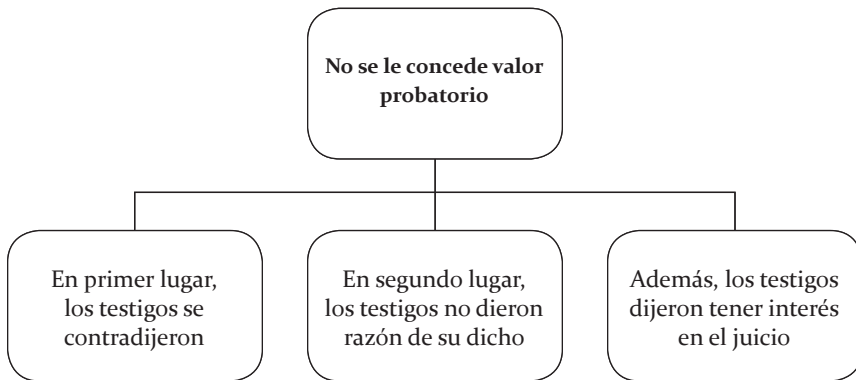 No se le concede valor
probatorio
En primer lugar,
los testigos se
contradijeron
En segundo lugar,
los testigos no dieron
razón de su dicho
Además, los testigos
dijeron tener interés
en el juicio